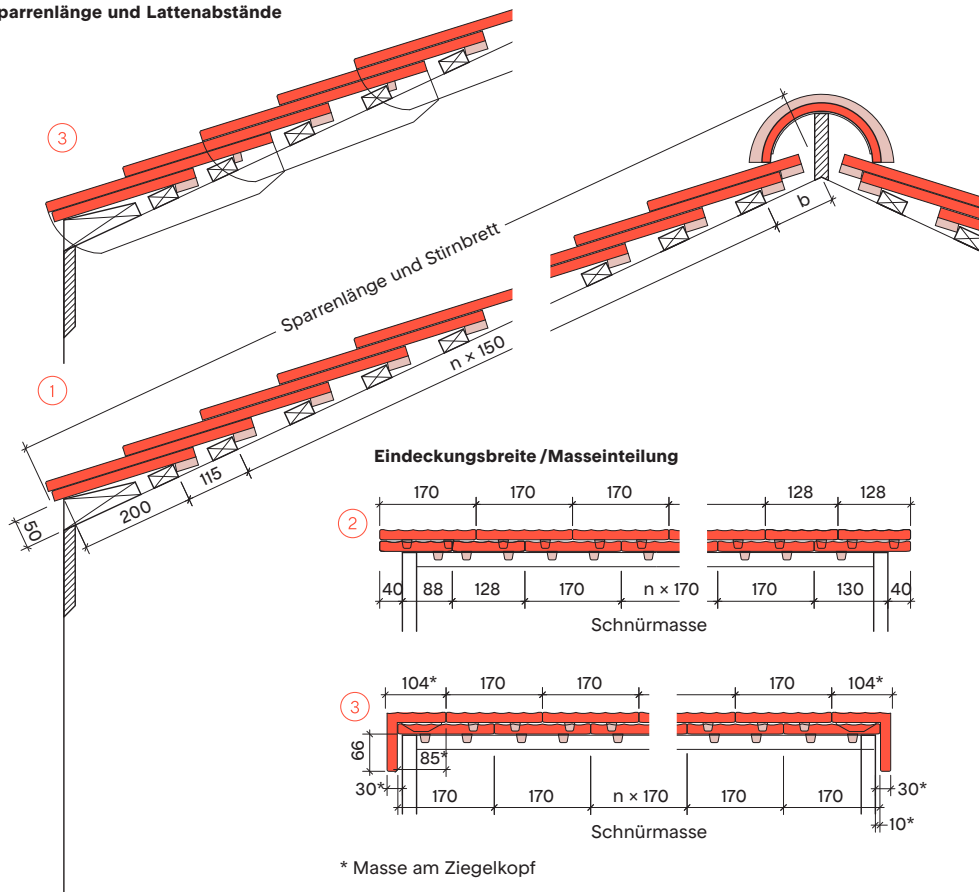 parrenlänge und Lattenabstände
3
Sparrenlänge und Stirnbrett
b
n × 150
1
115
200
50
Eindeckungsbreite/Masseinteilung
170 170 170 128 128
2
40 88 128 170 n × 170 170 130 40
Schnürmasse
104* 170 170 170 104*
3
66
85*
30* 30*
170 170 n × 170 170 170
10*
Schnürmasse
* Masse am Ziegelkopf